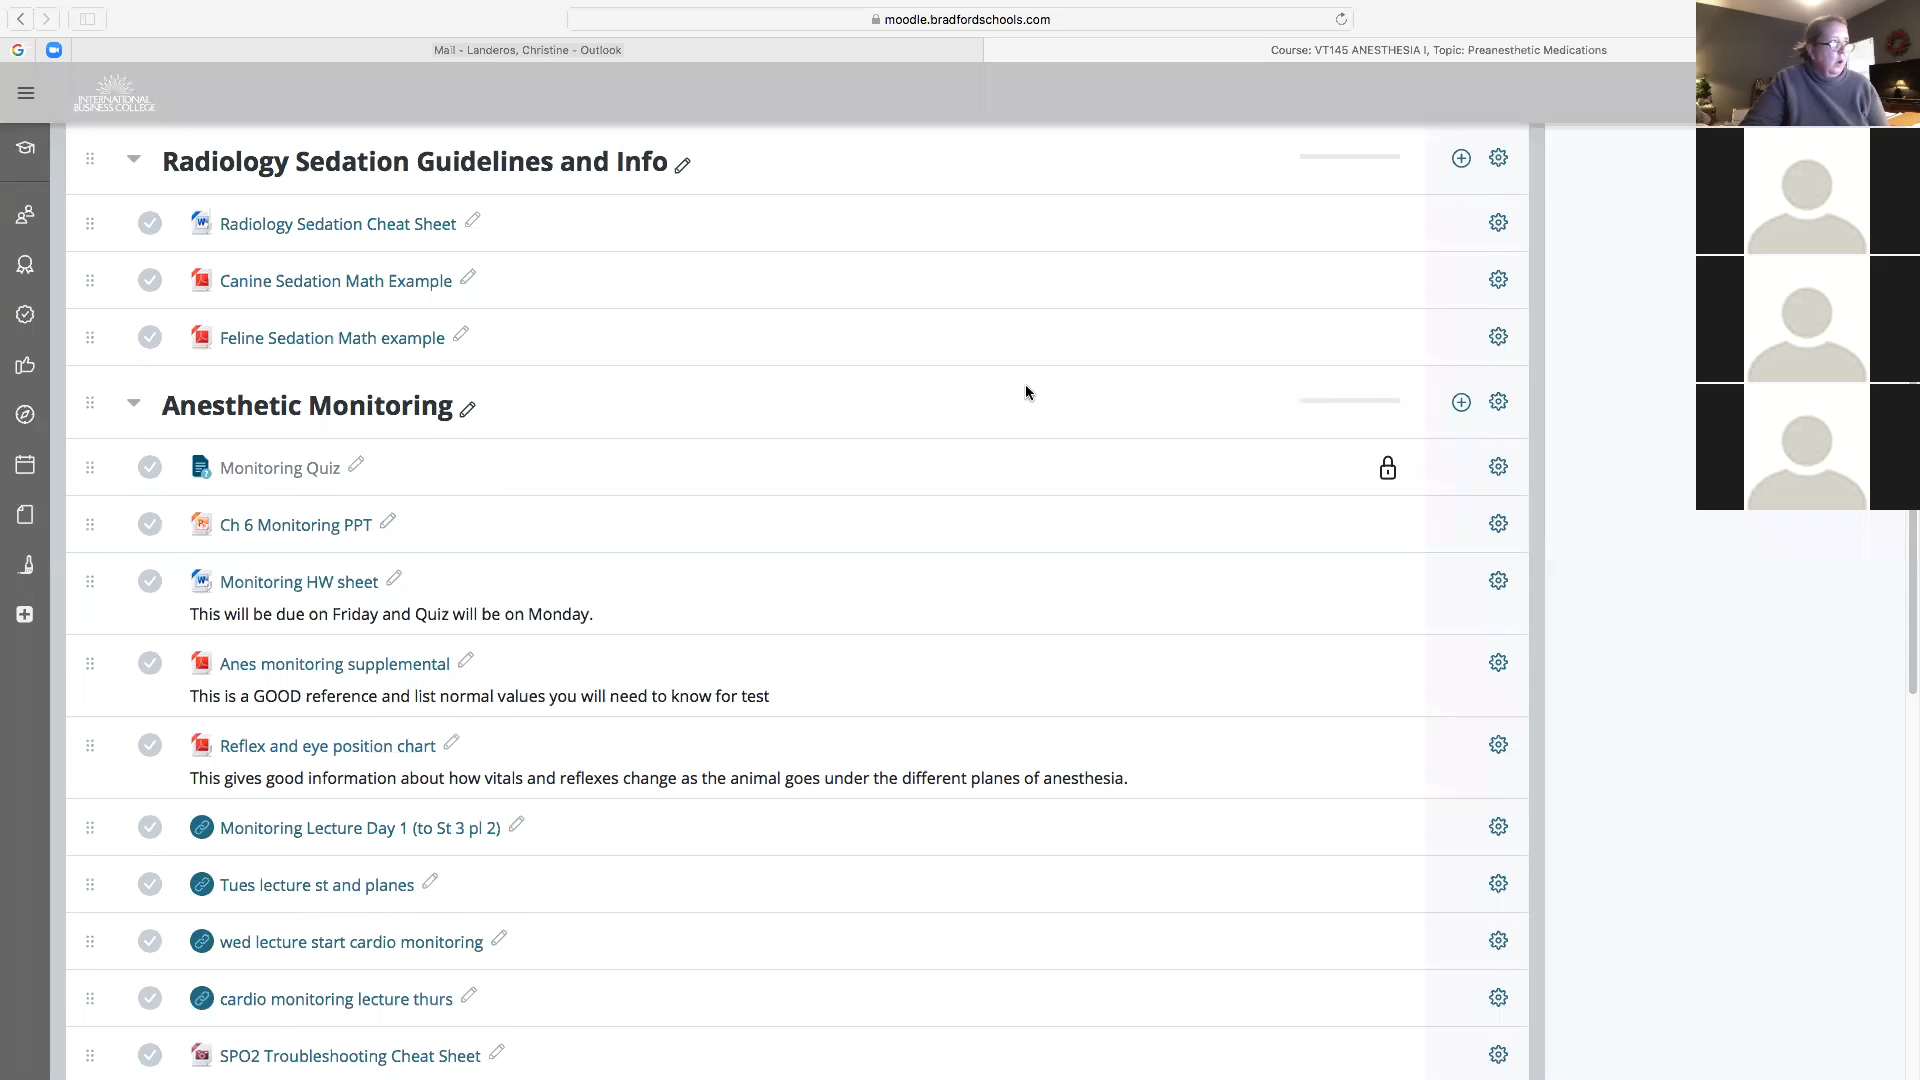 moodle.bradfordschools.com
Mail - Landeros, Christine - Outlook
Course: VT145 ANESTHESIA I, Topic: Preanesthetic Medications
INTERNATIONAL
BUSINESS COLLEGE
Radiology Sedation Guidelines and Info
Radiology Sedation Cheat Sheet
Canine Sedation Math Example
Feline Sedation Math example
Anesthetic Monitoring
Monitoring Quiz
Ch 6 Monitoring PPT
Monitoring HW sheet
This will be due on Friday and Quiz will be on Monday.
Anes monitoring supplemental
This is a GOOD reference and list normal values you will need to know for test
Reflex and eye position chart
This gives good information about how vitals and reflexes change as the animal goes under the different planes of anesthesia.
Monitoring Lecture Day 1 (to St 3 pl 2)
Tues lecture st and planes
wed lecture start cardio monitoring
cardio monitoring lecture thurs
SPO2 Troubleshooting Cheat Sheet